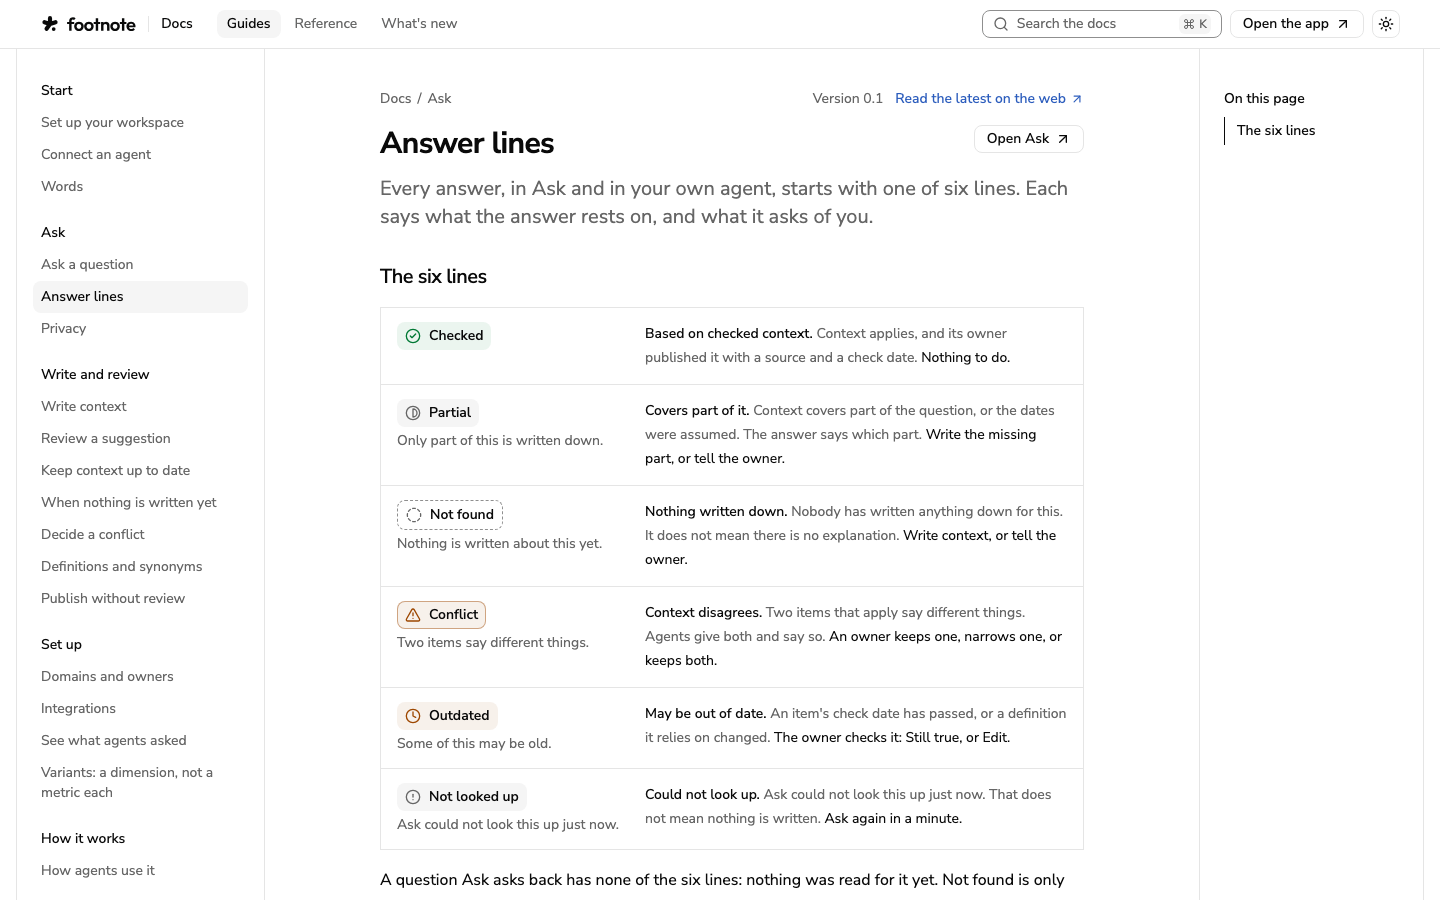 footnote
Docs
Guides
Reference
What's new
Search the docs
⌘ K
Open the app
Start
Set up your workspace
Connect an agent
Words
Ask
Ask a question
Answer lines
Privacy
Write and review
Write context
Review a suggestion
Keep context up to date
When nothing is written yet
Decide a conflict
Definitions and synonyms
Publish without review
Set up
Domains and owners
Integrations
See what agents asked
Variants: a dimension, not a
metric each
How it works
How agents use it
Docs / Ask
Version 0.1
Read the latest on the web
Answer lines
Open Ask
Every answer, in Ask and in your own agent, starts with one of six lines. Each
says what the answer rests on, and what it asks of you.
The six lines
Checked
Based on checked context. Context applies, and its owner
published it with a source and a check date. Nothing to do.
Partial
Only part of this is written down.
Covers part of it. Context covers part of the question, or the dates
were assumed. The answer says which part. Write the missing
part, or tell the owner.
Not found
Nothing is written about this yet.
Nothing written down. Nobody has written anything down for this.
It does not mean there is no explanation. Write context, or tell the
owner.
Conflict
Two items say different things.
Context disagrees. Two items that apply say different things.
Agents give both and say so. An owner keeps one, narrows one, or
keeps both.
Outdated
Some of this may be old.
May be out of date. An item's check date has passed, or a definition
it relies on changed. The owner checks it: Still true, or Edit.
Not looked up
Ask could not look this up just now.
Could not look up. Ask could not look this up just now. That does
not mean nothing is written. Ask again in a minute.
A question Ask asks back has none of the six lines: nothing was read for it yet. Not found is only
On this page
The six lines